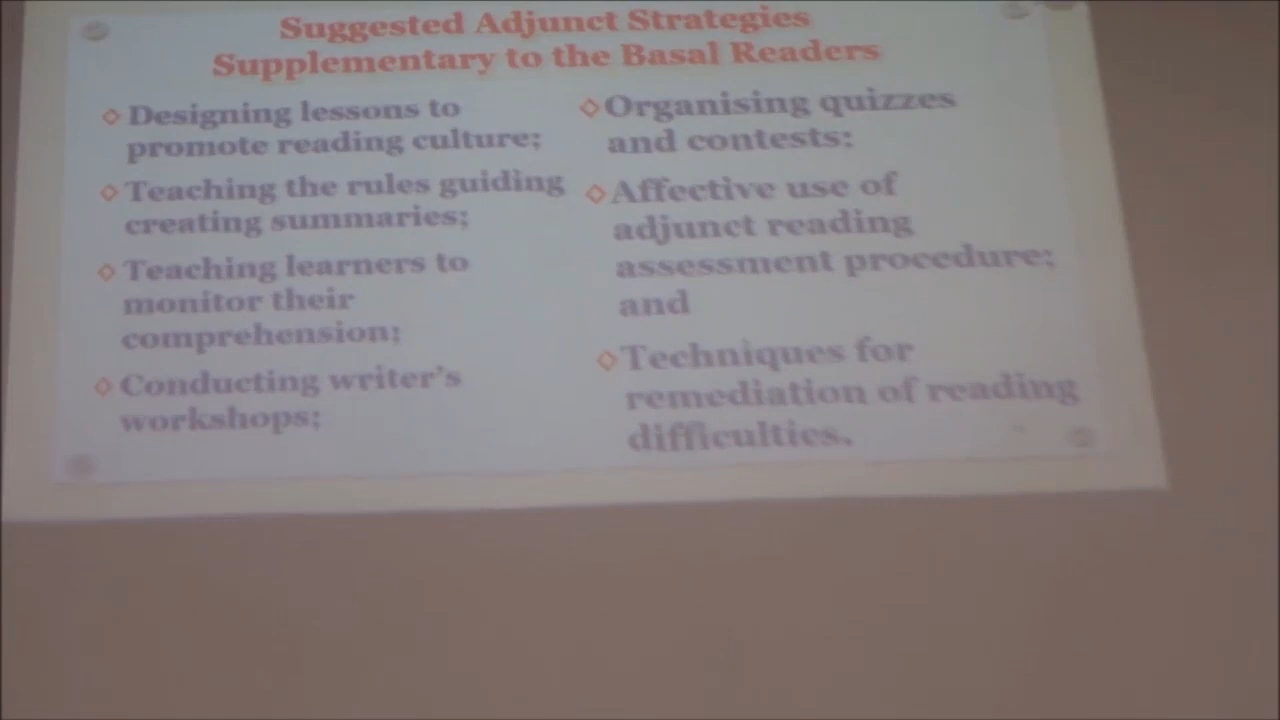 Suggested Adjunct Strategies
Supplementary to the Basal Readers
◇ Designing lessons to
promote reading culture;
◇ Teaching the rules guiding
creating summaries;
◇ Teaching learners to
monitor their
comprehension;
◇ Conducting writer's
workshops;
◇ Organising quizzes
and contests;
◇ Affective use of
adjunct reading
assessment procedure;
and
◇ Techniques for
remediation of reading
difficulties.